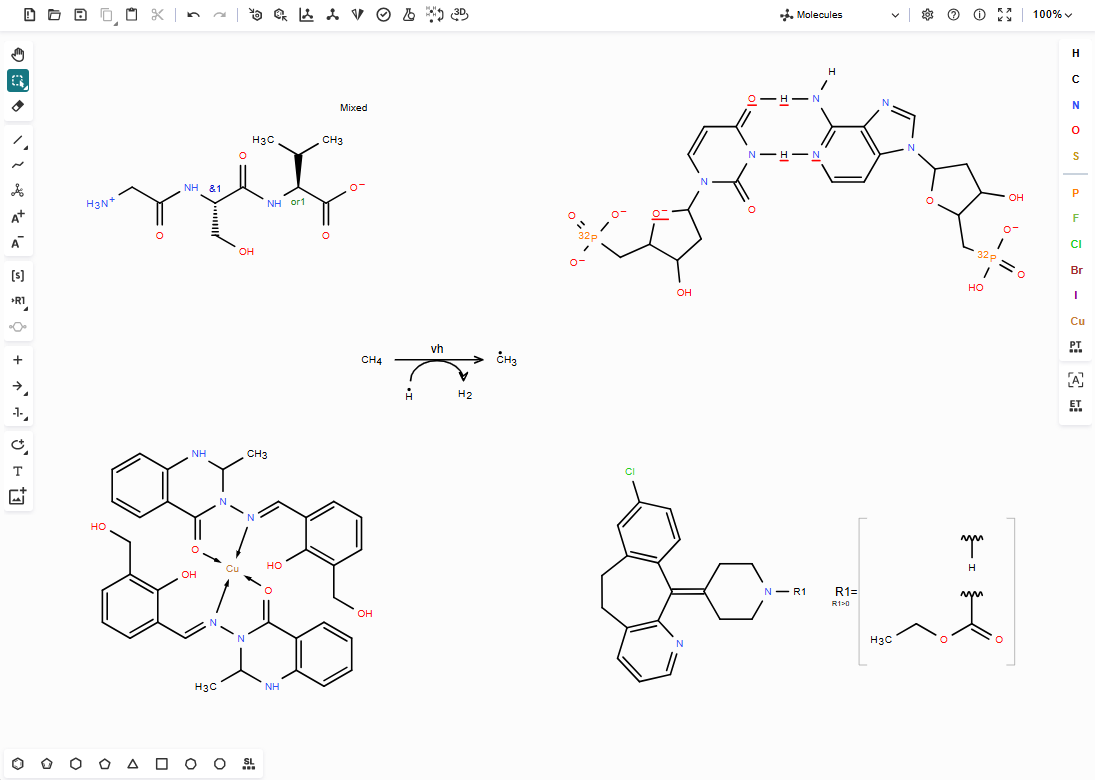 Molecules
100%
H
C
N
O
S
P
F
Cl
Br
I
Cu
PT
[A]
ET
A+
A−
[s]
›R1
T
SL
3D
Mixed
H3N+
O
NH
&1
O
OH
NH
or1
H3C
CH3
O−
O
H
O
H
N
N
N
H
N
N
N
O
O
O−
32P
O−
O−
OH
O
OH
O−
32P
O
HO
CH4
vh
ĊH3
Ḣ
H2
NH
CH3
N
N
O
HO
OH
HO
OH
Cu
O
N
N
H3C
NH
Cl
N
N
R1
R1=
R1>0
H
H3C
O
O